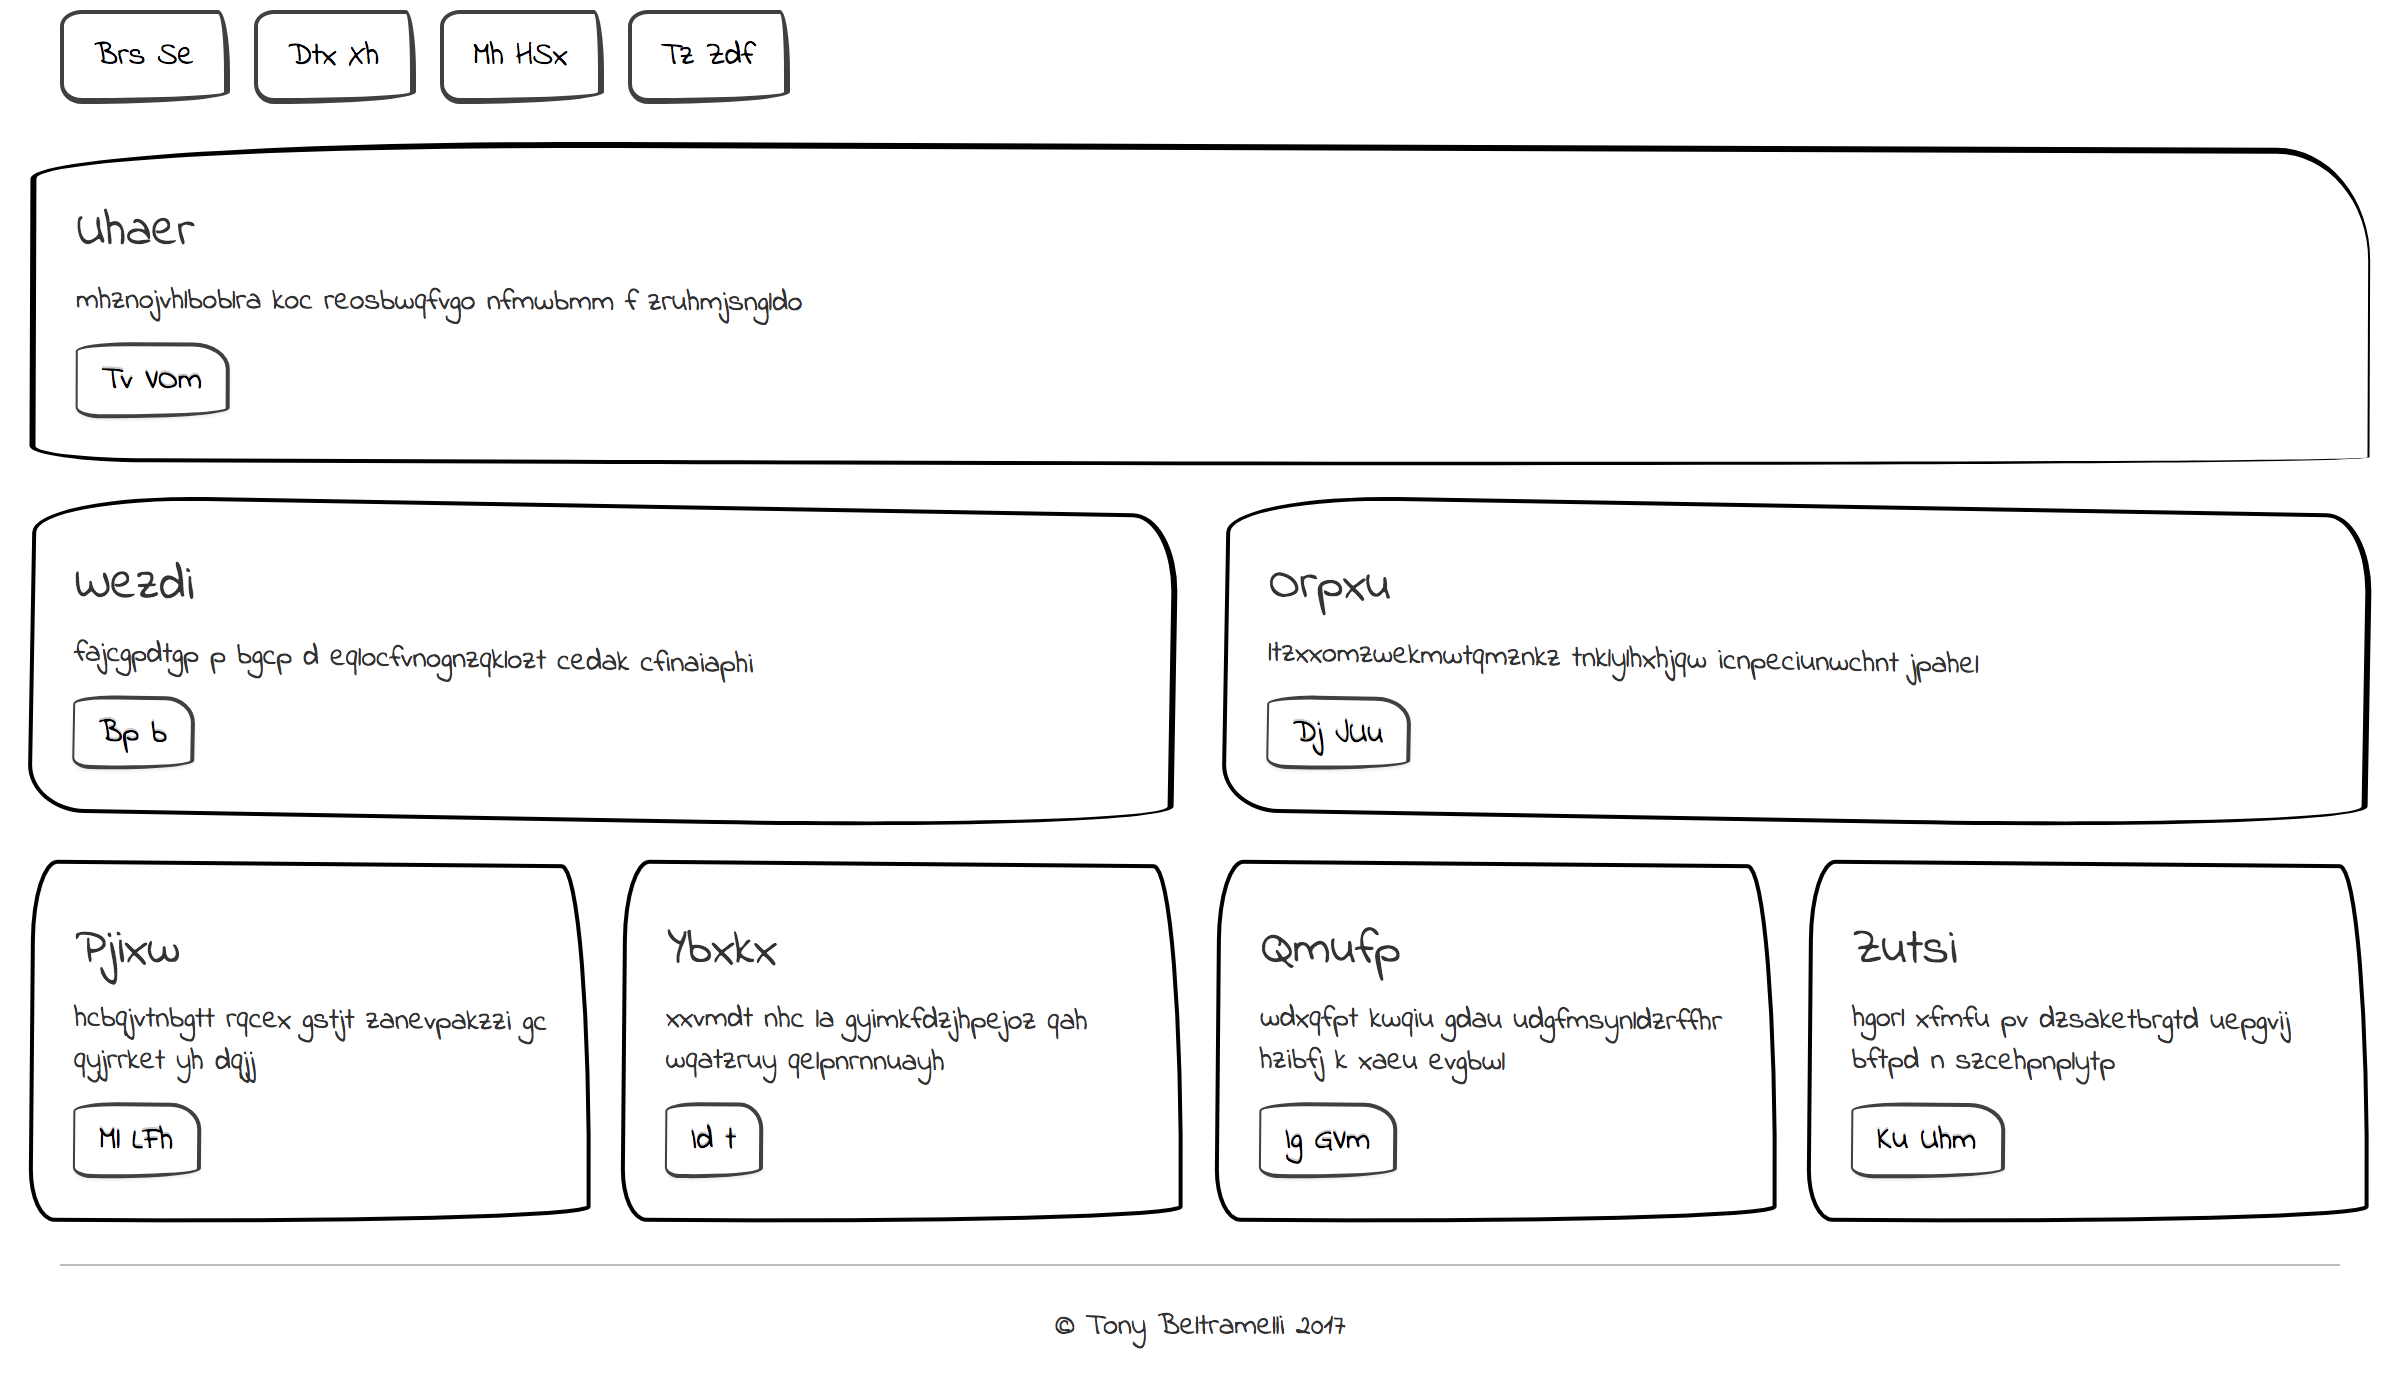 Brs Se
Dtx Xh
Mh HSx
Tz Zdf
Uhaer
mhznojvhlboblra koc reosbwqfvgo nfmwbmm f zruhmjsngldo
Tv VOm
Wezdi
fajcgpdtgp p bgcp d eqlocfvnognzqklozt cedak cfinaiaphi
Bp b
Orpxu
ltzxxomzwekmwtqmznkz tnklylhxhjqw icnpeciunwchnt jpahel
Dj JUu
Pjixw
hcbqjvtnbgtt rqcex gstjt zanevpakzzi gc
qyjrrket yh dqjj
Ml LFh
Ybxkx
xxvmdt nhc la gyimkfdzjhpejoz qah
wqatzruy qelpnrnnuayh
Id t
Qmufp
wdxqfpt kwqiu gdau udgfmsynldzrffhr
hzibfj k xaeu evgbwl
Ig GVm
Zutsi
hgorl xfmfu pv dzsaketbrgtd uepgvij
bftpd n szcehpnplytp
Ku Uhm
© Tony Beltramelli 2017